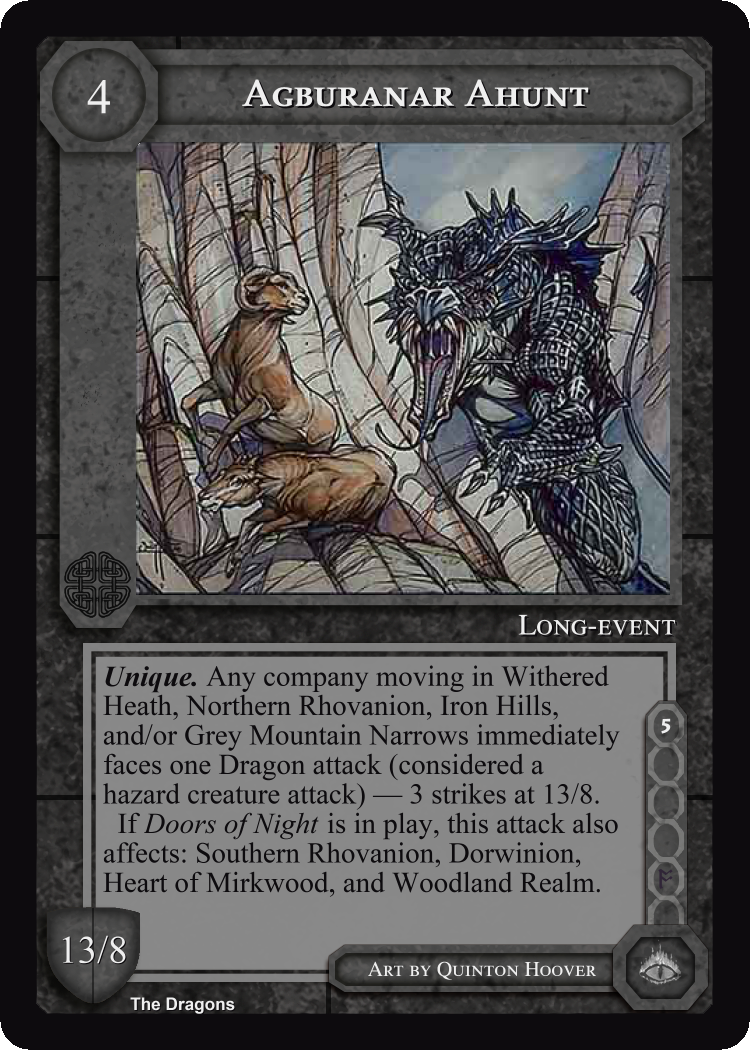 4
Agburanar Ahunt
Long-event
Unique. Any company moving in Withered
Heath, Northern Rhovanion, Iron Hills,
and/or Grey Mountain Narrows immediately
faces one Dragon attack (considered a
hazard creature attack) — 3 strikes at 13/8.
If Doors of Night is in play, this attack also
affects: Southern Rhovanion, Dorwinion,
Heart of Mirkwood, and Woodland Realm.
5
ᚩ
13/8
Art by Quinton Hoover
The Dragons